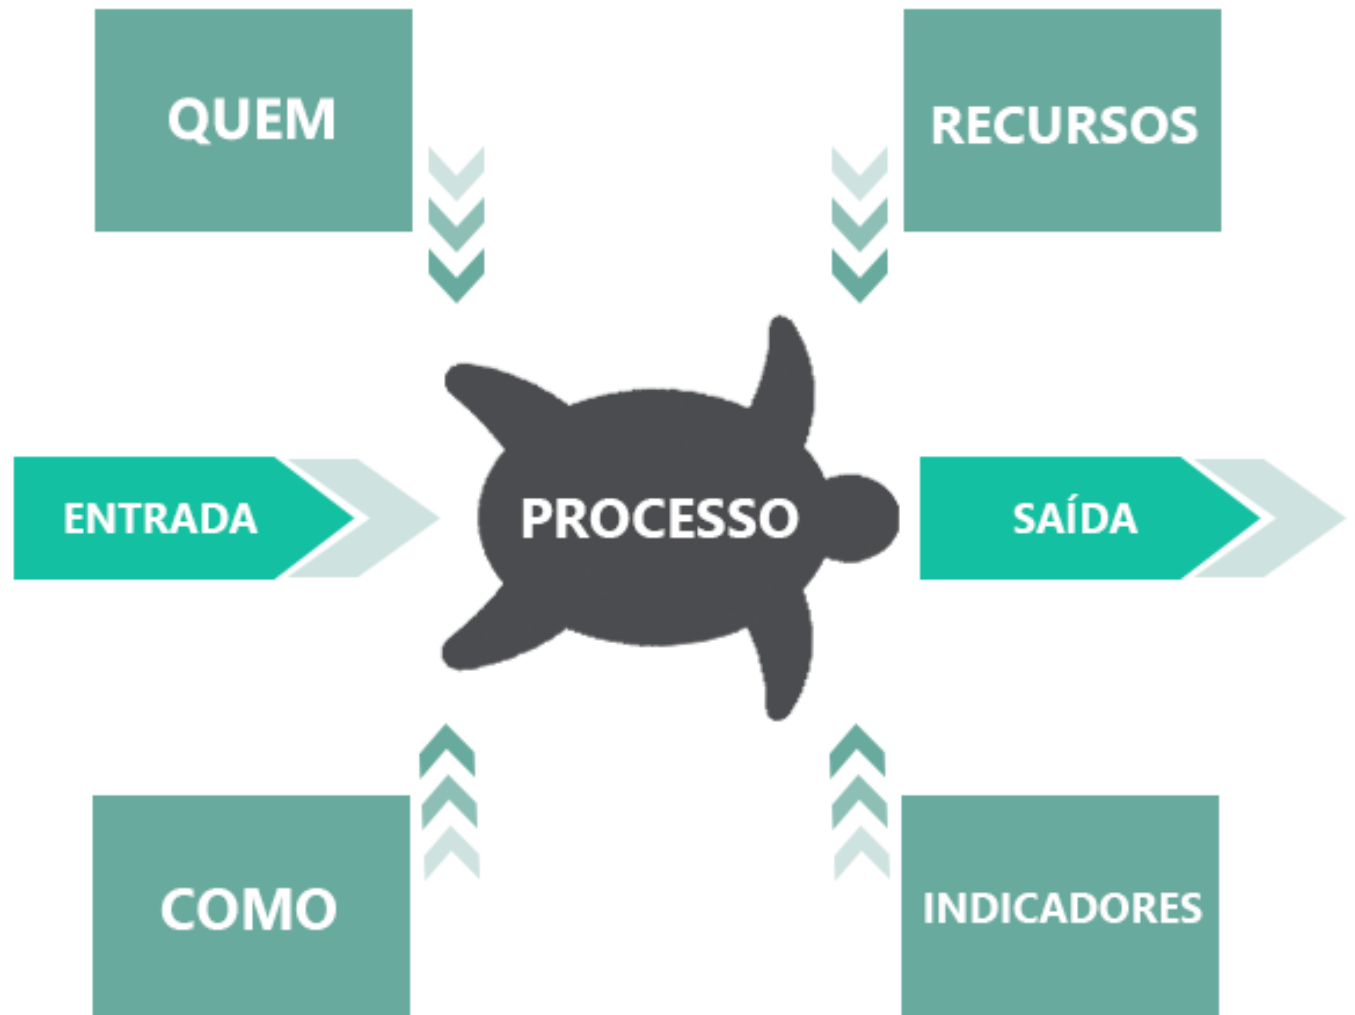 QUEM
RECURSOS
ENTRADA
PROCESSO
SAÍDA
COMO
INDICADORES